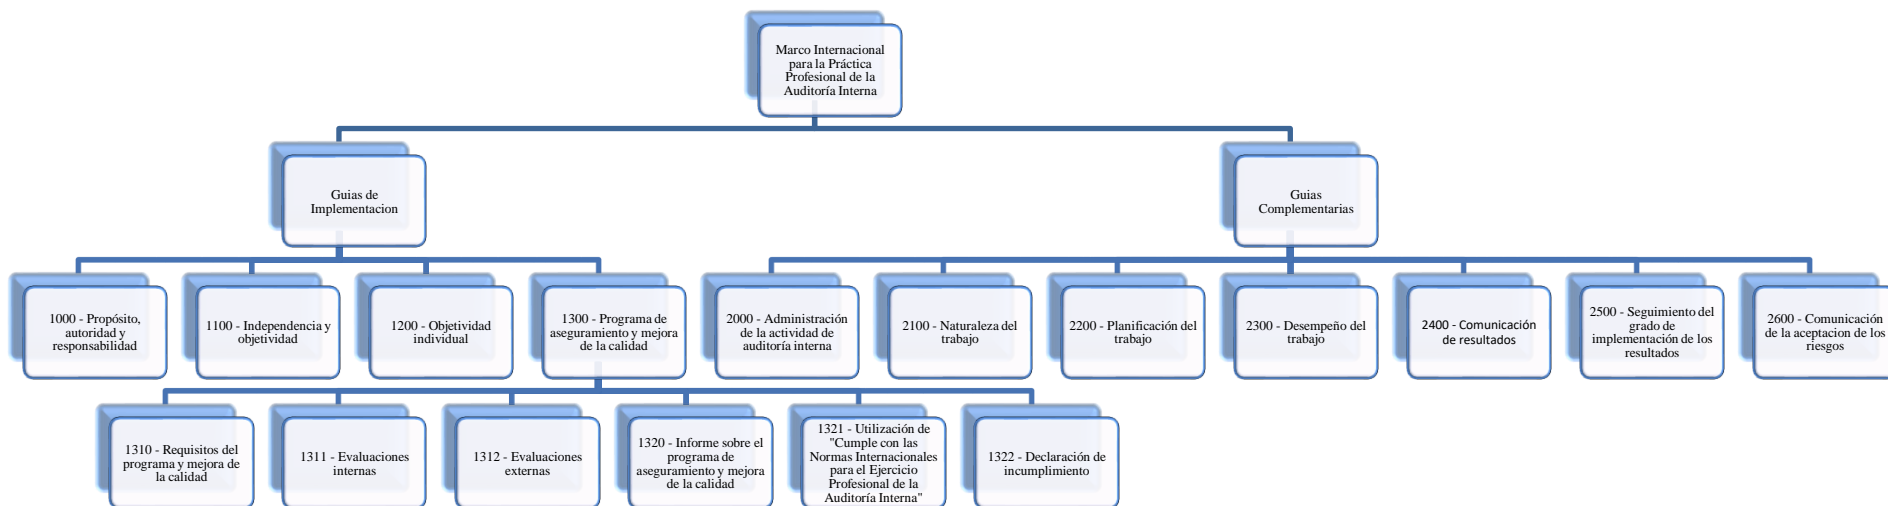 Marco Internacional
para la Práctica
Profesional de la
Auditoría Interna
Guias de
Implementacion
Guias
Complementarias
1000 - Propósito,
autoridad y
responsabilidad
1100 - Independencia y
objetividad
1200 - Objetividad
individual
1300 - Programa de
aseguramiento y mejora
de la calidad
2000 - Administración
de la actividad de
auditoría interna
2100 - Naturaleza del
trabajo
2200 - Planificación del
trabajo
2300 - Desempeño del
trabajo
2400 - Comunicación
de resultados
2500 - Seguimiento del
grado de
implementación de los
resultados
2600 - Comunicación
de la aceptacion de los
riesgos
1310 - Requisitos del
programa y mejora de
la calidad
1311 - Evaluaciones
internas
1312 - Evaluaciones
externas
1320 - Informe sobre el
programa de
aseguramiento y mejora
de la calidad
1321 - Utilización de
"Cumple con las
Normas Internacionales
para el Ejercicio
Profesional de la
Auditoría Interna"
1322 - Declaración de
incumplimiento